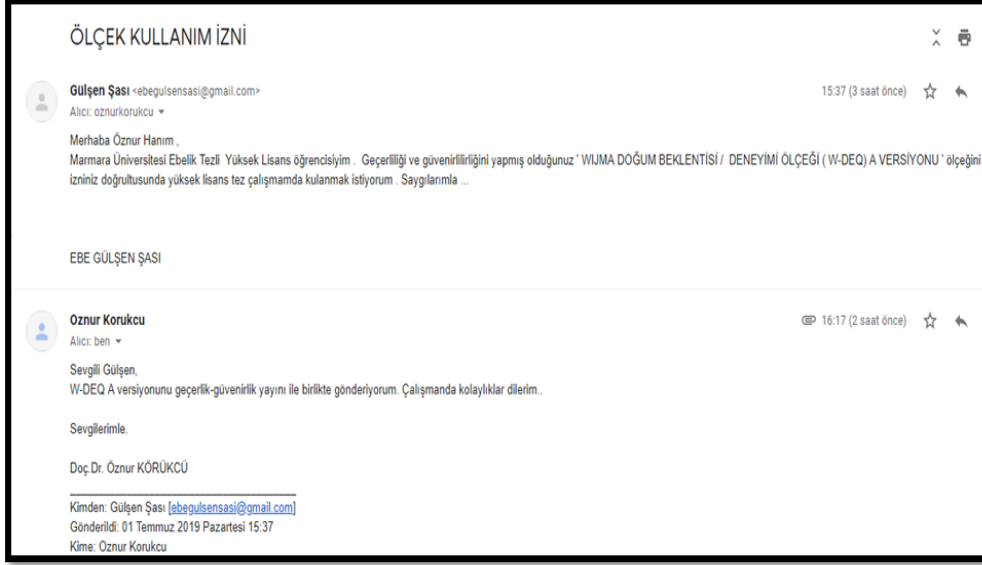 ÖLÇEK KULLANIM İZNİ
Gülşen Şası <ebegulsensasi@gmail.com>
15:37 (3 saat önce)
Alıcı: oznurkorukcu
Merhaba Öznur Hanım ,
Marmara Üniversitesi Ebelik Tezli Yüksek Lisans öğrencisiyim . Geçerliliği ve güvenirlilirliğini yapmış olduğunuz ' WIJMA DOĞUM BEKLENTİSİ / DENEYİMİ ÖLÇEĞİ ( W-DEQ) A VERSİYONU ' ölçeğini
izniniz doğrultusunda yüksek lisans tez çalışmamda kulanmak istiyorum . Saygılarımla ...
EBE GÜLŞEN ŞASI
Oznur Korukcu
16:17 (2 saat önce)
Alıcı: ben
Sevgili Gülşen,
W-DEQ A versiyonunu geçerlik-güvenirlik yayını ile birlikte gönderiyorum. Çalışmanda kolaylıklar dilerim..
Sevgilerimle.
Doç.Dr. Öznur KÖRÜKCÜ
Kimden: Gülşen Şası [ebegulsensasi@gmail.com]
Gönderildi: 01 Temmuz 2019 Pazartesi 15:37
Kime: Oznur Korukcu